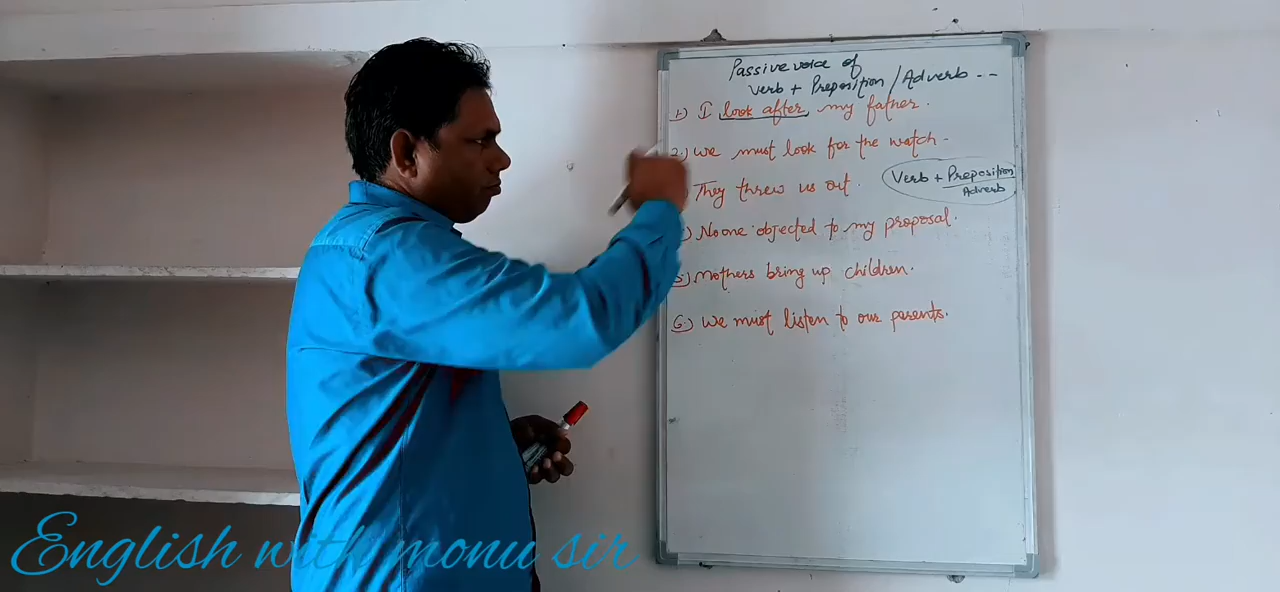 Passive voice of
Verb + Preposition / Adverb --
1.) I look after my father.
2.) We must look for the watch.
Verb + Preposition
Adverb
) They threw us out.
) No one objected to my proposal.
5.) Mothers bring up children.
6.) We must listen to our parents.
English with monu sir